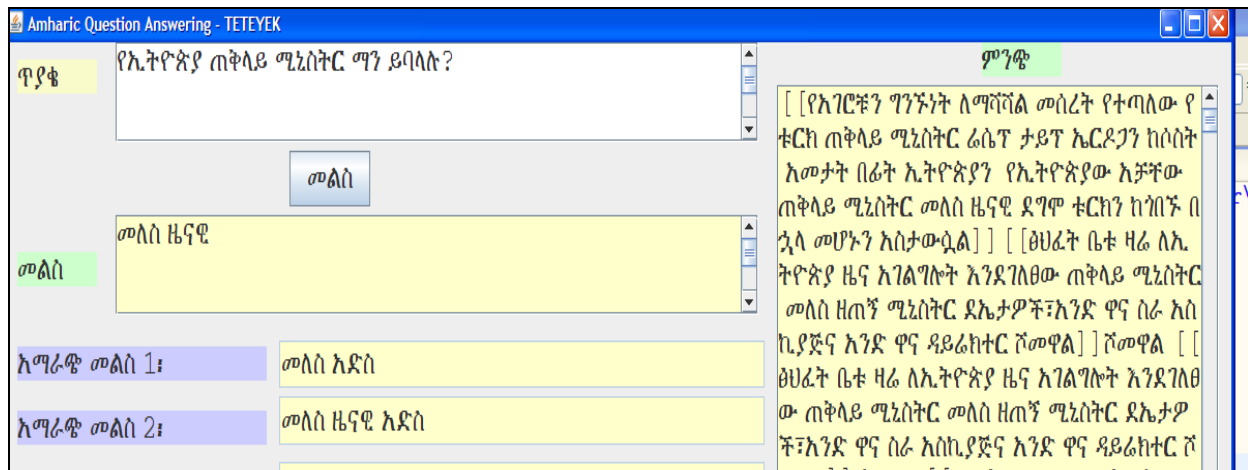 Amharic Question Answering - TETEYEK
ጥያቄ
የኢትዮጵያ ጠቅላይ ሚኒስትር ማን ይባላሉ?
መልስ
መልስ
መለስ ዜናዊ
አማራጭ መልስ 1፡
መለስ አድስ
አማራጭ መልስ 2፡
መለስ ዜናዊ አድስ
ምንጭ
[ [የአገሮቹን ግንኙነት ለማሻሻል መሰረት የተጣለው የ
ቱርክ ጠቅላይ ሚኒስትር ሬሴፕ ታይፕ ኤርዶጋን ከሶስት
አመታት በፊት ኢትዮጵያን የኢትዮጵያው አቻቸው
ጠቅላይ ሚኒስትር መለስ ዜናዊ ደግሞ ቱርክን ከጎበኙ በ
ኋላ መሆኑን አስታውሷል] ] [ [ፅህፈት ቤቱ ዛሬ ለኢ
ትዮጵያ ዜና አገልግሎት እንደገለፀው ጠቅላይ ሚኒስትር
መለስ ዘጠኝ ሚኒስትር ደኤታዎች፣አንድ ዋና ስራ አስ
ኪያጅና አንድ ዋና ዳይሬክተር ሾመዋል] ]ሾመዋል [ [
ፅህፈት ቤቱ ዛሬ ለኢትዮጵያ ዜና አገልግሎት እንደገለፀ
ው ጠቅላይ ሚኒስትር መለስ ዘጠኝ ሚኒስትር ደኤታዎ
ች፣አንድ ዋና ስራ አስኪያጅና አንድ ዋና ዳይሬክተር ሾ